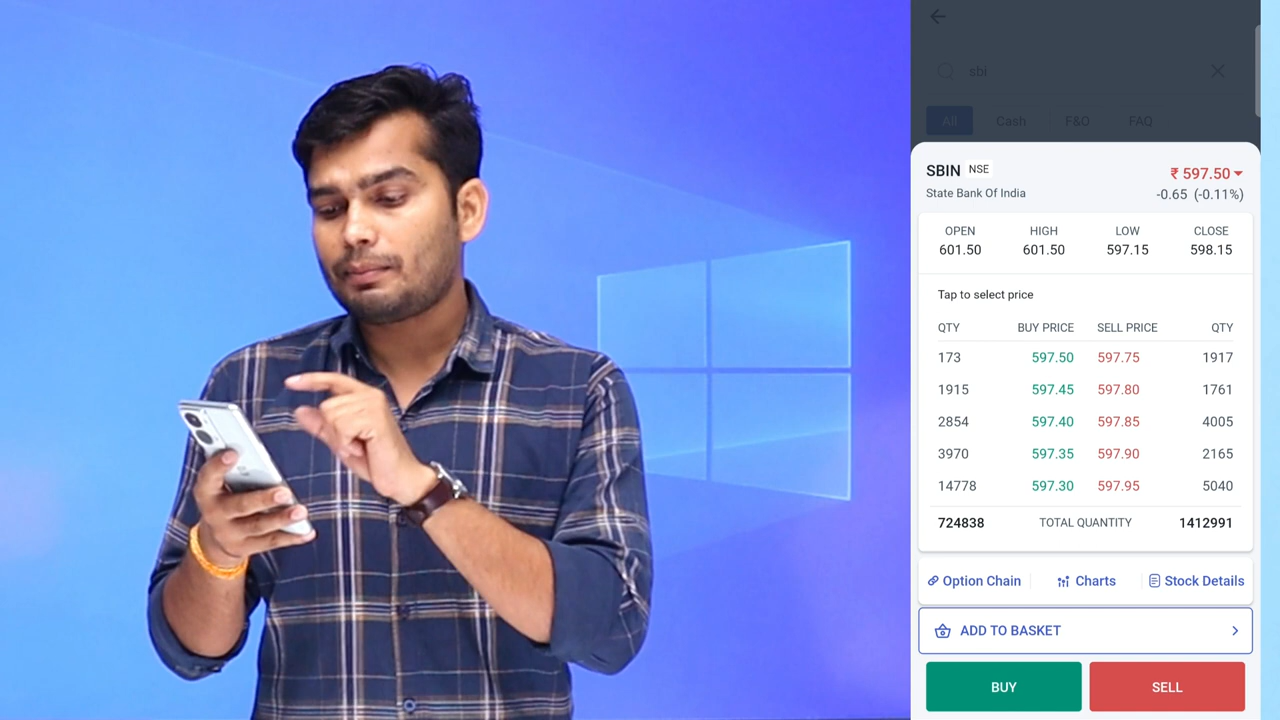 sbi
All Cash F&O FAQ
SBIN NSE ₹ 597.50
State Bank Of India -0.65 (-0.11%)
OPEN HIGH LOW CLOSE
601.50 601.50 597.15 598.15
Tap to select price
QTY BUY PRICE SELL PRICE QTY
173 597.50 597.75 1917
1915 597.45 597.80 1761
2854 597.40 597.85 4005
3970 597.35 597.90 2165
14778 597.30 597.95 5040
724838 TOTAL QUANTITY 1412991
Option Chain Charts Stock Details
ADD TO BASKET
BUY SELL